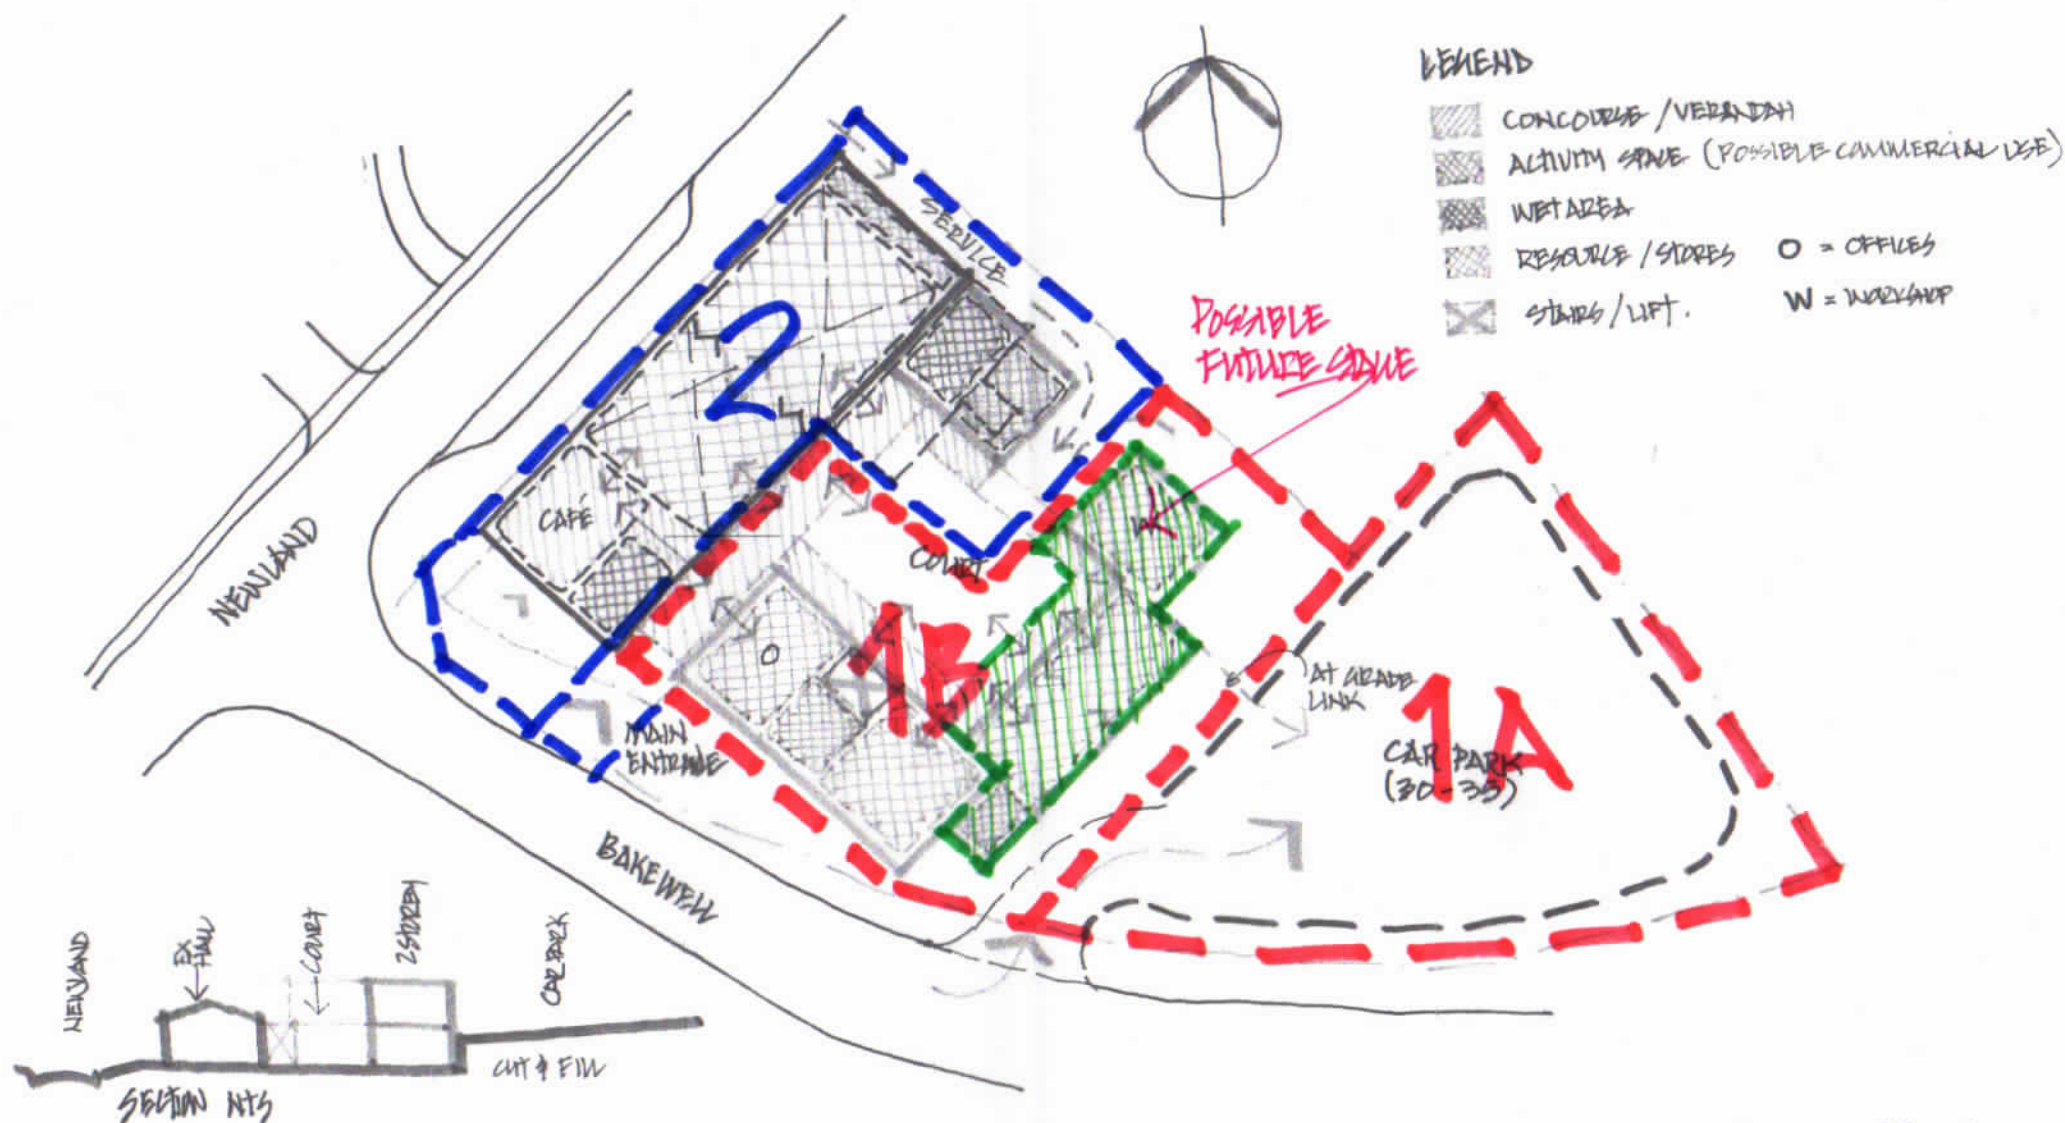 LEGEND
CONCOURSE / VERANDAH
ACTIVITY SPACE (POSSIBLE COMMERCIAL USE)
WET AREA
RESOURCE / STORES
O = OFFICES
STAIRS / LIFT.
W = WORKSHOP
SERVICE
2
POSSIBLE
FUTURE SPACE
CAFÉ
W
NEWLAND
COURT
O
1B
AT GRADE
LINK
1A
CAR PARK
(30-35)
MAIN
ENTRANCE
BAKEWELL
NEWLAND
EX
HALL
COURT
2 STOREY
CAR PARK
CUT & FILL
SECTION NTS